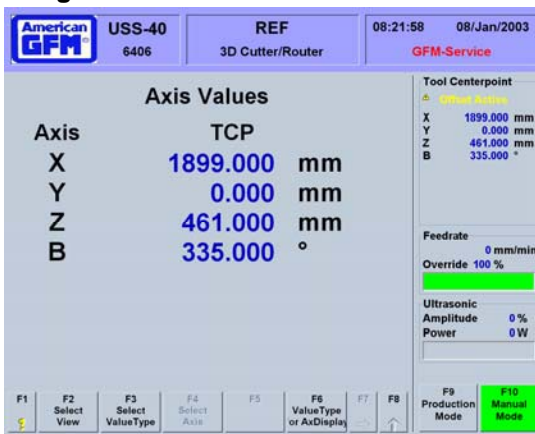 American GFM®
USS-40
6406
REF
3D Cutter/Router
08:21:58 08/Jan/2003
GFM-Service
Axis Values
Axis TCP
X 1899.000 mm
Y 0.000 mm
Z 461.000 mm
B 335.000 °
Tool Centerpoint
Offset Active
X 1899.000 mm
Y 0.000 mm
Z 461.000 mm
B 335.000 °
Feedrate
0 mm/min
Override 100 %
Ultrasonic
Amplitude 0 %
Power 0 W
F1
F2 Select View
F3 Select ValueType
F4 Select Axis
F5
F6 ValueType or AxDisplay
F7
F8
F9 Production Mode
F10 Manual Mode